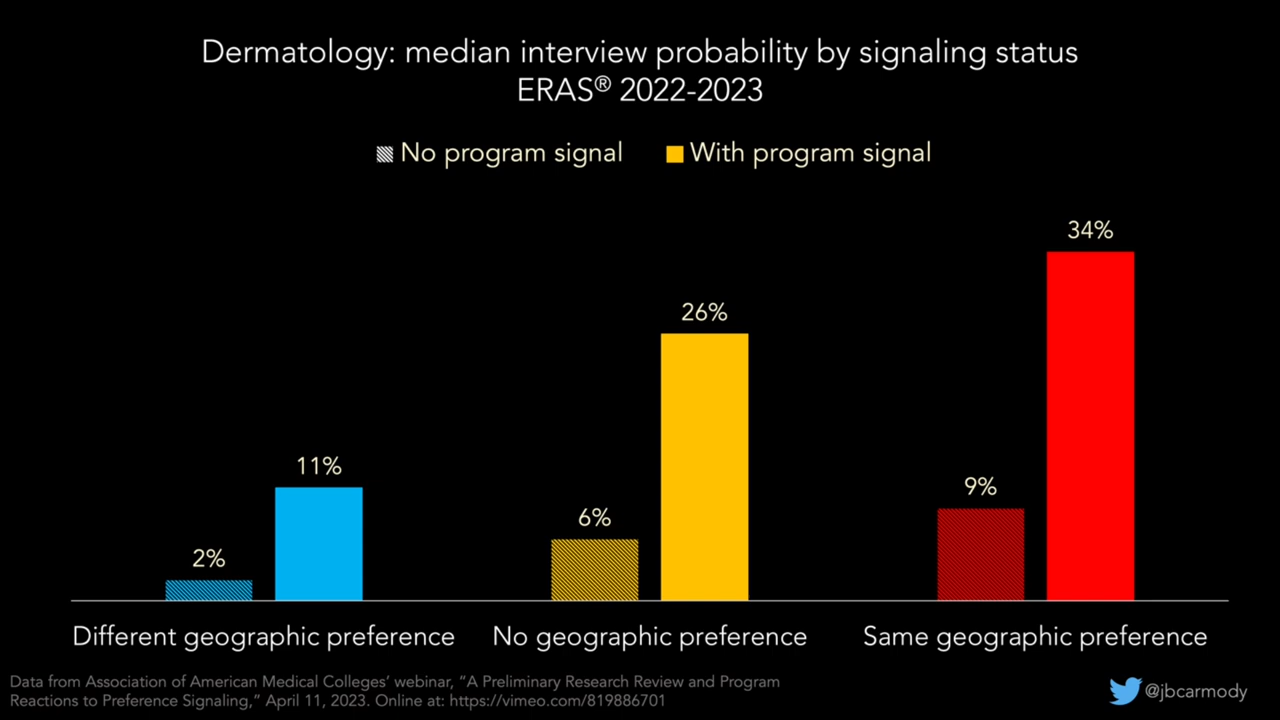 Dermatology: median interview probability by signaling status
ERAS® 2022-2023
No program signal With program signal
34%
26%
11%
9%
6%
2%
Different geographic preference No geographic preference Same geographic preference
Data from Association of American Medical Colleges’ webinar, “A Preliminary Research Review and Program
Reactions to Preference Signaling,” April 11, 2023. Online at: https://vimeo.com/819886701
@jbcarmody